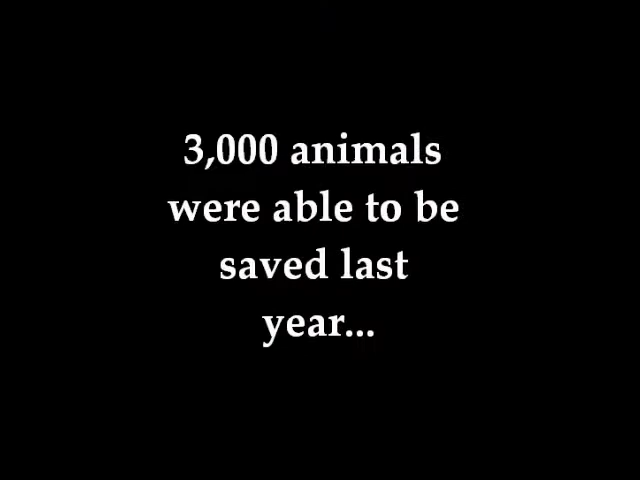 3,000 animals
were able to be
saved last
year...